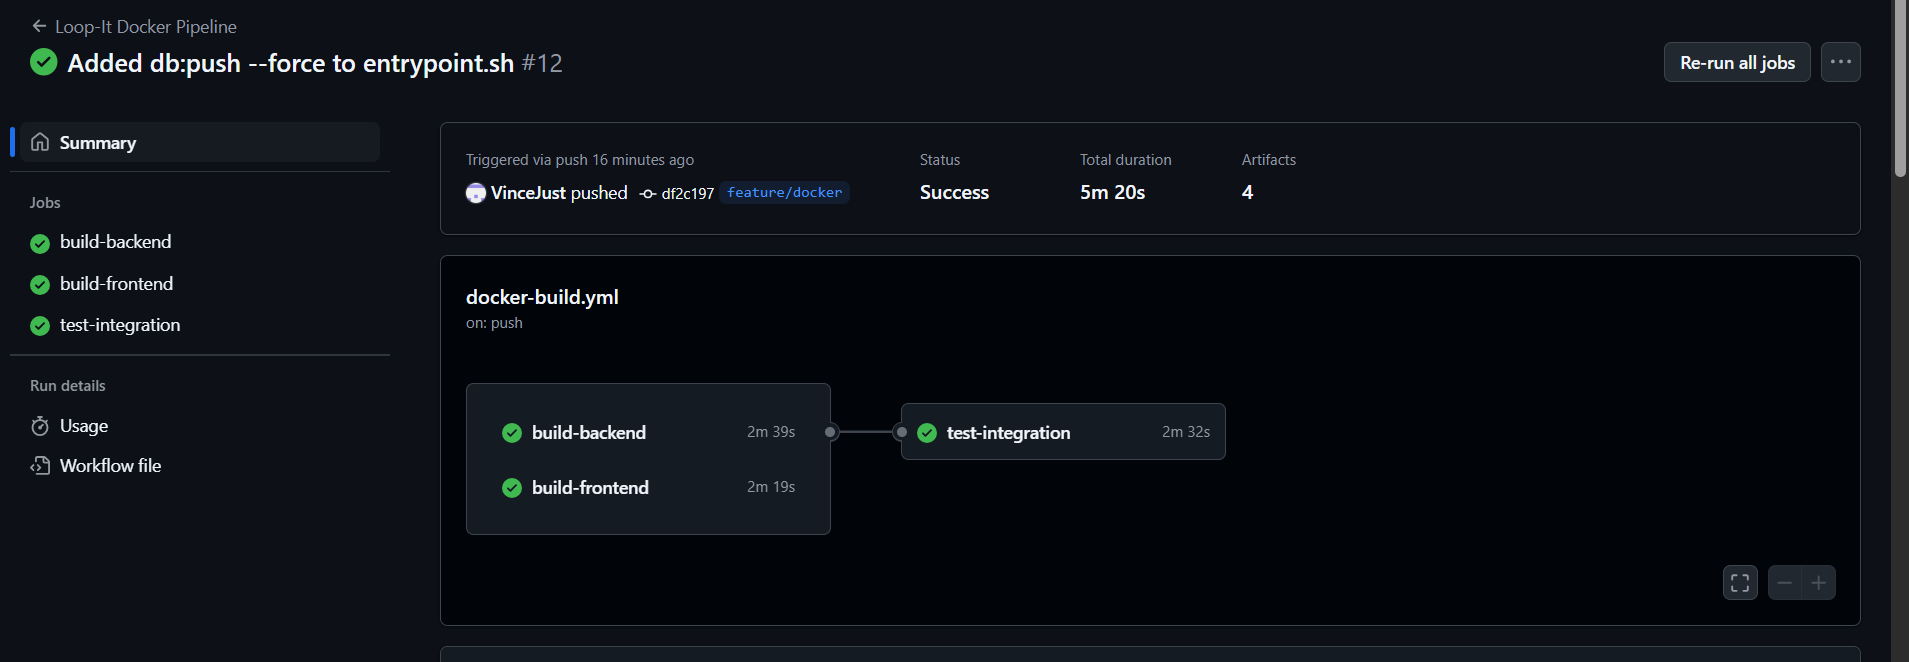 Loop-It Docker Pipeline
Added db:push --force to entrypoint.sh #12
Re-run all jobs
Summary
Jobs
build-backend
build-frontend
test-integration
Run details
Usage
Workflow file
Triggered via push 16 minutes ago
VinceJust pushed df2c197 feature/docker
Status
Success
Total duration
5m 20s
Artifacts
4
docker-build.yml
on: push
build-backend 2m 39s
build-frontend 2m 19s
test-integration 2m 32s